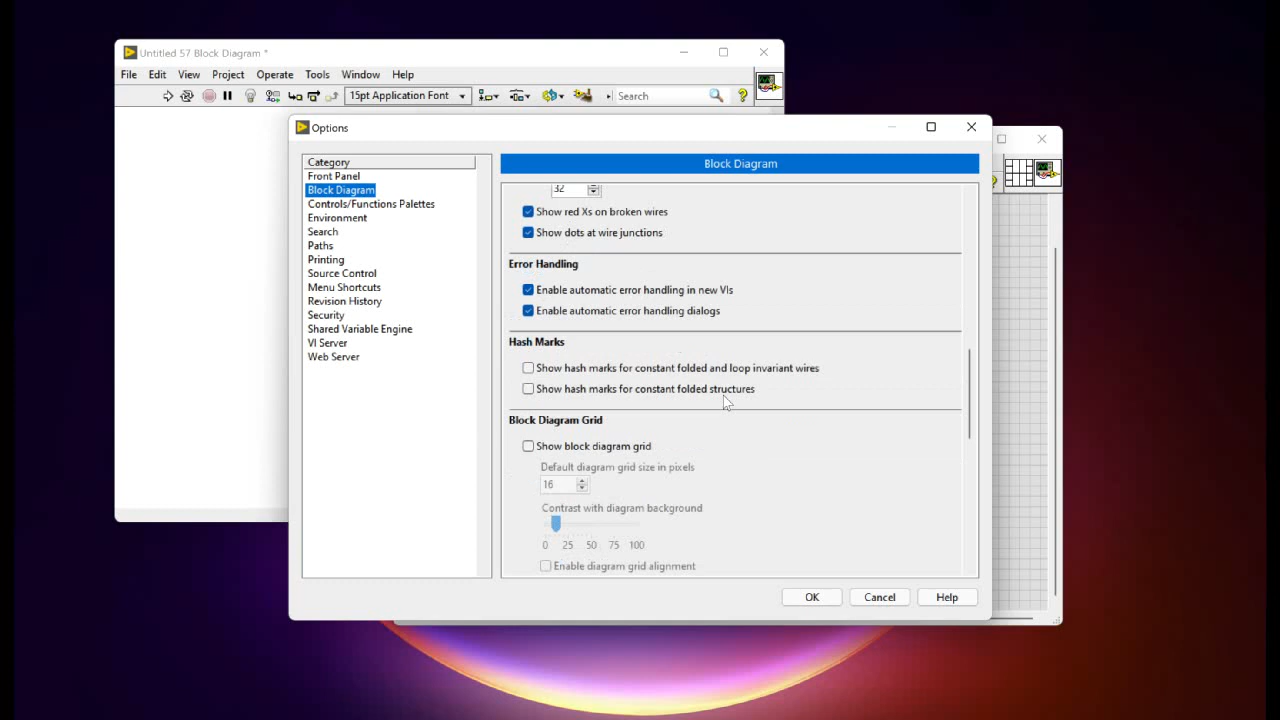 Untitled 57 Block Diagram *
File Edit View Project Operate Tools Window Help
15pt Application Font
Search
Options
Category
Front Panel
Block Diagram
Controls/Functions Palettes
Environment
Search
Paths
Printing
Source Control
Menu Shortcuts
Revision History
Security
Shared Variable Engine
VI Server
Web Server
Block Diagram
32
Show red Xs on broken wires
Show dots at wire junctions
Error Handling
Enable automatic error handling in new VIs
Enable automatic error handling dialogs
Hash Marks
Show hash marks for constant folded and loop invariant wires
Show hash marks for constant folded structures
Block Diagram Grid
Show block diagram grid
Default diagram grid size in pixels
16
Contrast with diagram background
0 25 50 75 100
Enable diagram grid alignment
OK Cancel Help